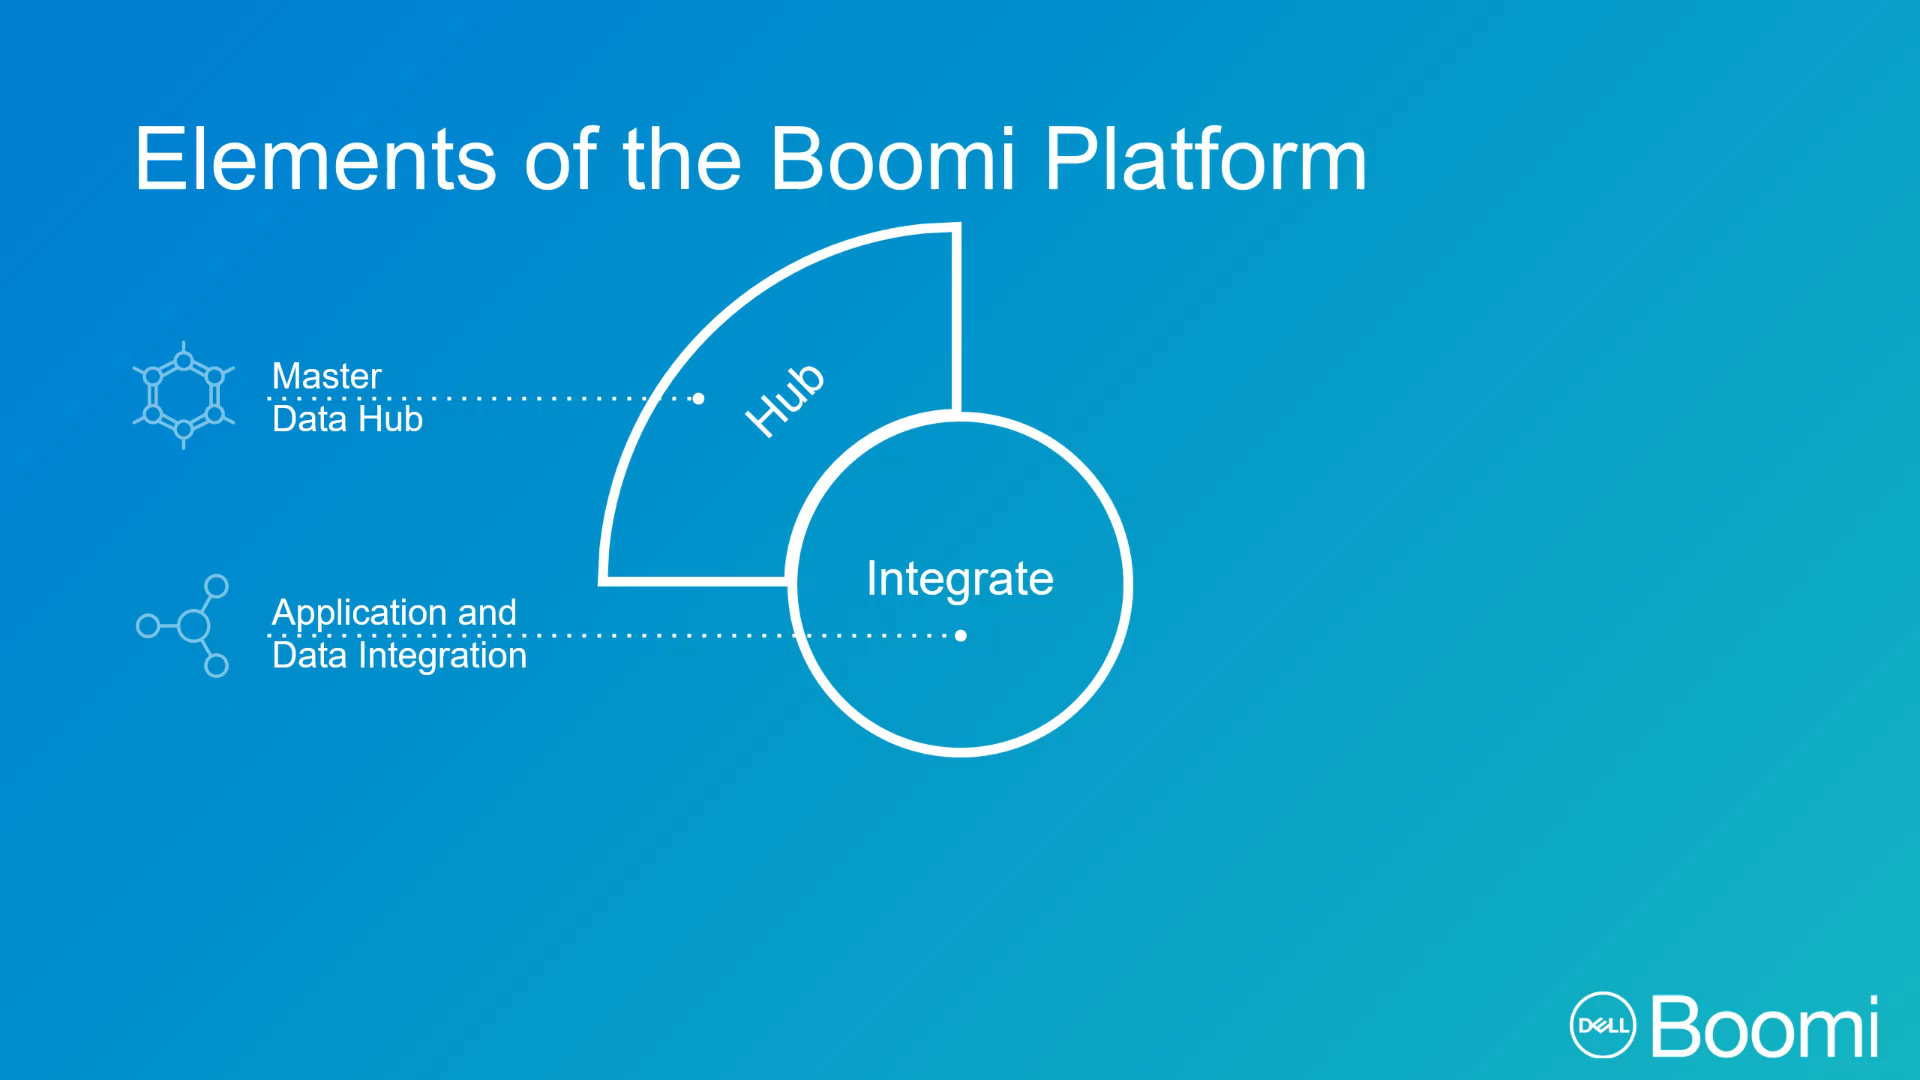 Elements of the Boomi Platform
Master
Data Hub
Hub
Application and
Data Integration
Integrate
DELL Boomi